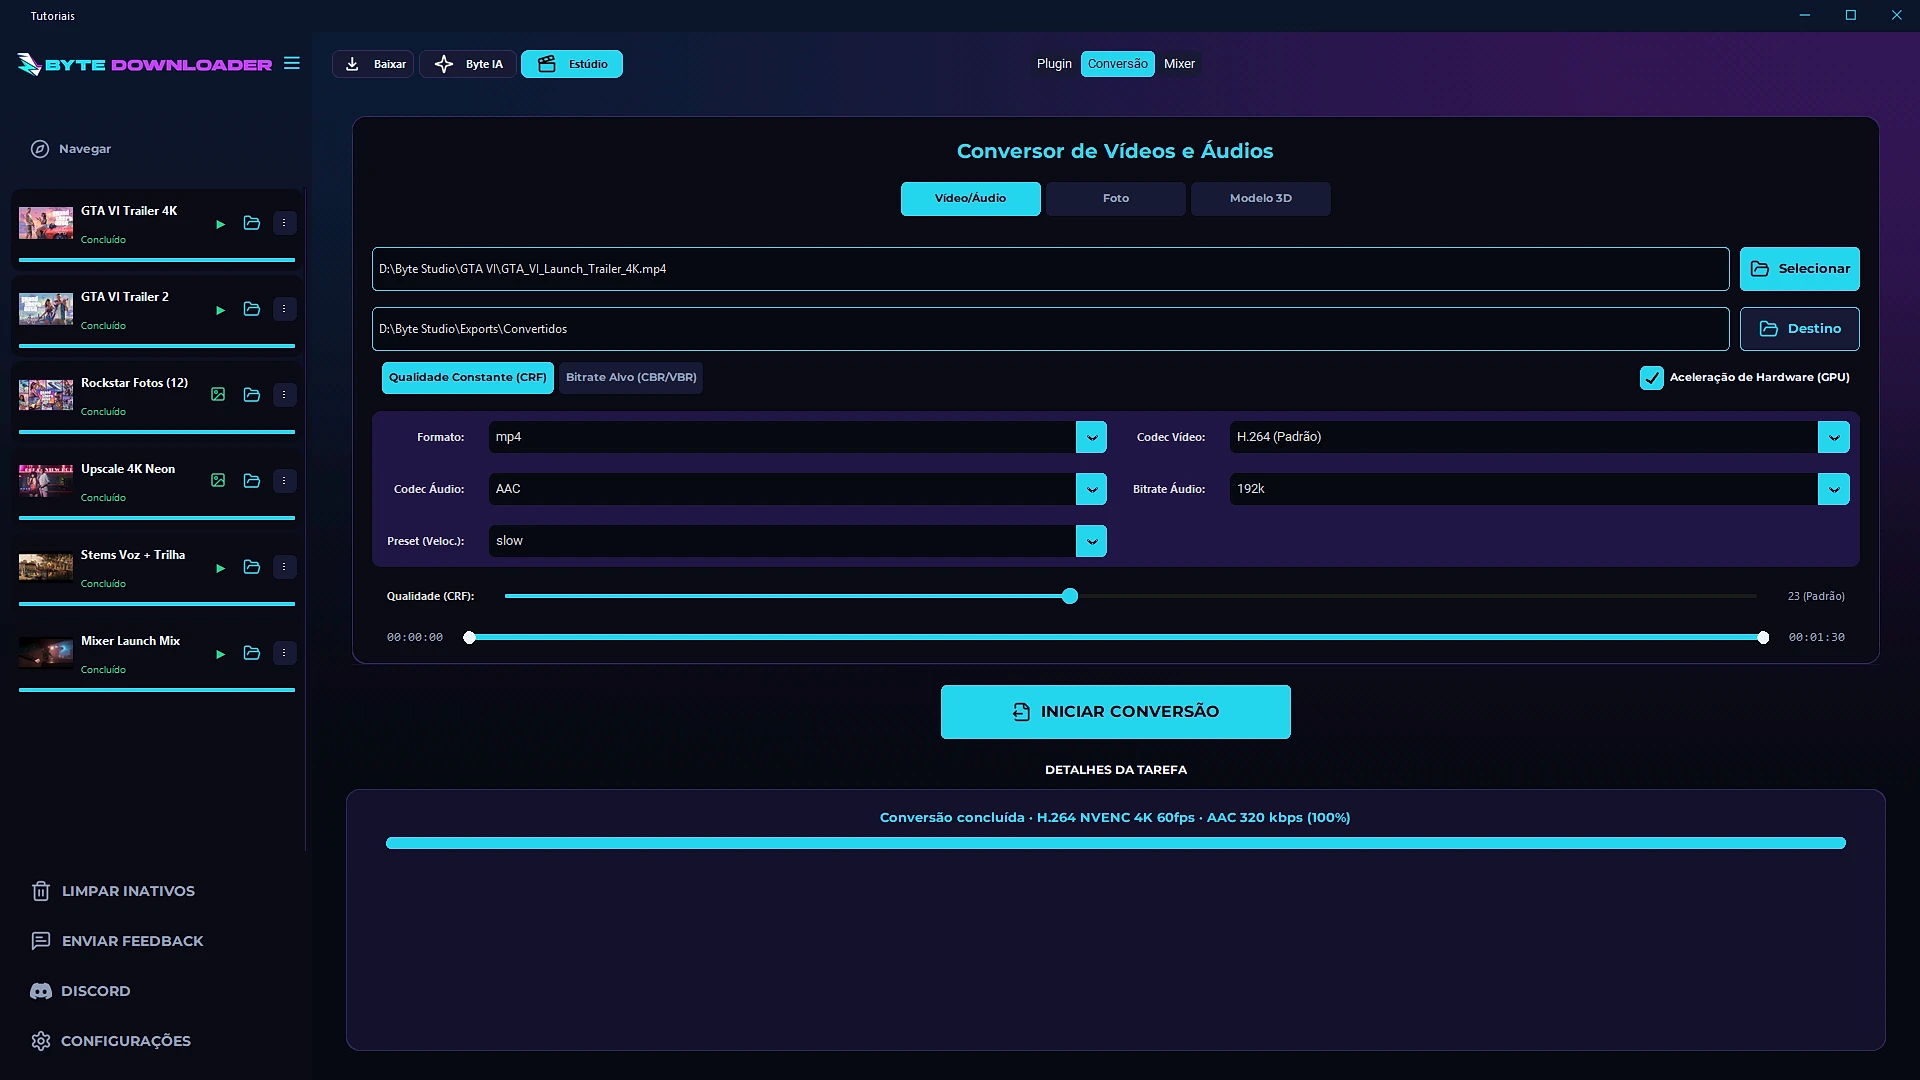 Tutoriais
BYTE DOWNLOADER
Baixar
Byte IA
Estúdio
Plugin
Conversão
Mixer
Navegar
GTA VI Trailer 4K
Concluído
GTA VI Trailer 2
Concluído
Rockstar Fotos (12)
Concluído
Upscale 4K Neon
Concluído
Stems Voz + Trilha
Concluído
Mixer Launch Mix
Concluído
LIMPAR INATIVOS
ENVIAR FEEDBACK
DISCORD
CONFIGURAÇÕES
Conversor de Vídeos e Áudios
Vídeo/Áudio
Foto
Modelo 3D
D:\Byte Studio\GTA VI\GTA_VI_Launch_Trailer_4K.mp4
Selecionar
D:\Byte Studio\Exports\Convertidos
Destino
Qualidade Constante (CRF)
Bitrate Alvo (CBR/VBR)
Aceleração de Hardware (GPU)
Formato:
mp4
Codec Vídeo:
H.264 (Padrão)
Codec Áudio:
AAC
Bitrate Áudio:
192k
Preset (Veloc.):
slow
Qualidade (CRF):
23 (Padrão)
00:00:00
00:01:30
INICIAR CONVERSÃO
DETALHES DA TAREFA
Conversão concluída · H.264 NVENC 4K 60fps · AAC 320 kbps (100%)